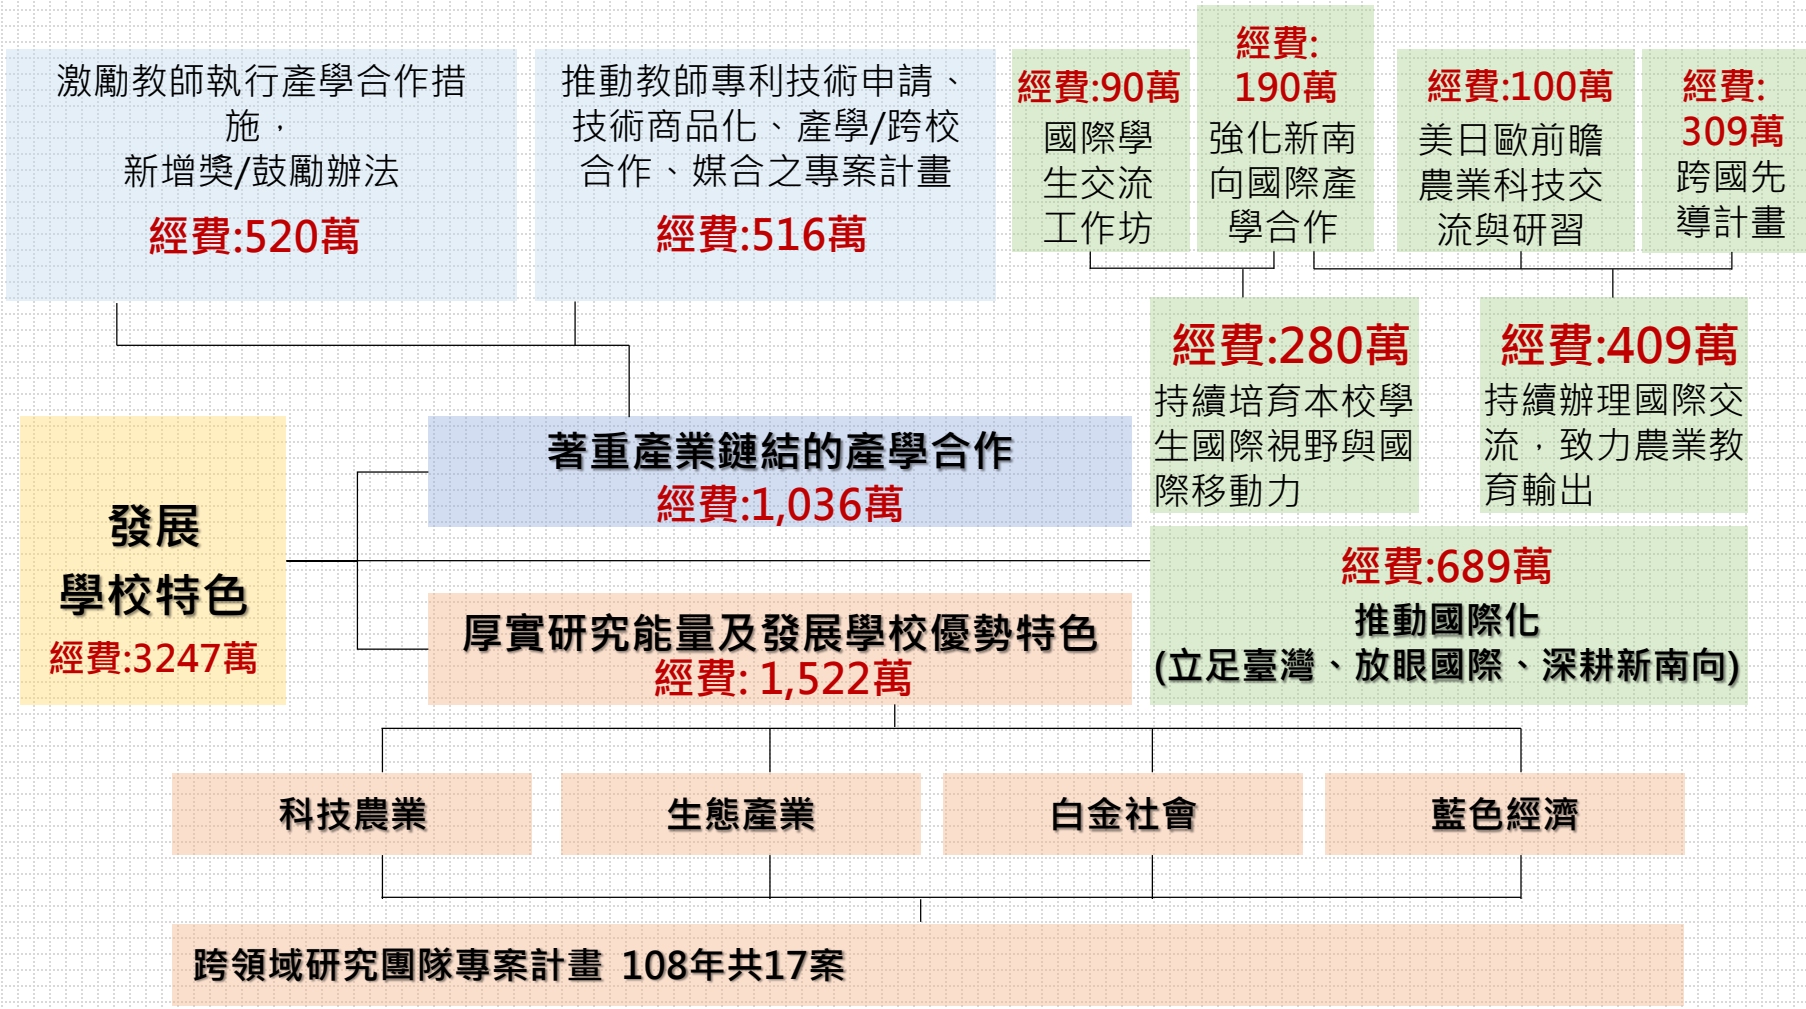 激勵教師執行產學合作措
施，
新增獎/鼓勵辦法
經費:520萬
推動教師專利技術申請、
技術商品化、產學/跨校
合作、媒合之專案計畫
經費:516萬
經費:90萬
國際學
生交流
工作坊
經費:
190萬
強化新南
向國際產
學合作
經費:100萬
美日歐前瞻
農業科技交
流與研習
經費:
309萬
跨國先
導計畫
經費:280萬
持續培育本校學
生國際視野與國
際移動力
經費:409萬
持續辦理國際交
流，致力農業教
育輸出
發展
學校特色
經費:3247萬
著重產業鏈結的產學合作
經費:1,036萬
厚實研究能量及發展學校優勢特色
經費: 1,522萬
經費:689萬
推動國際化
(立足臺灣、放眼國際、深耕新南向)
科技農業
生態產業
白金社會
藍色經濟
跨領域研究團隊專案計畫 108年共17案